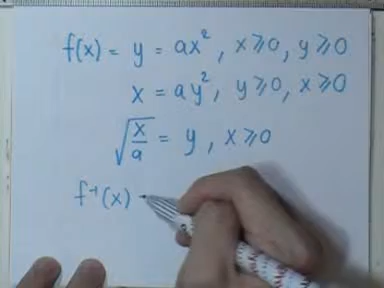 f(x) = y = ax², x ⩾ 0, y ⩾ 0
x = ay², y ⩾ 0, x ⩾ 0
√(x/a) = y, x ⩾ 0
f⁻¹(x)